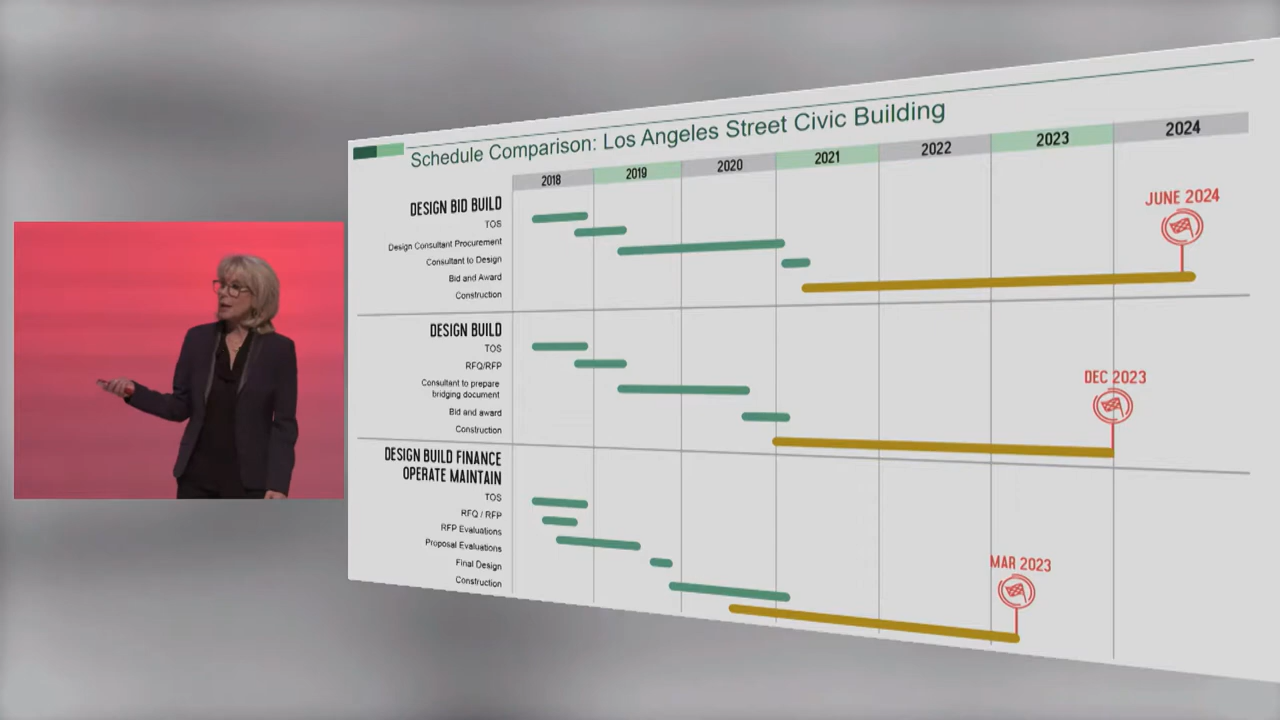 Schedule Comparison: Los Angeles Street Civic Building
2018 2019 2020 2021 2022 2023 2024
DESIGN BID BUILD
TOS
Design Consultant Procurement
Consultant to Design
Bid and Award
Construction
JUNE 2024
DESIGN BUILD
TOS
RFQ/RFP
Consultant to prepare
bridging document
Bid and award
Construction
DEC 2023
DESIGN BUILD FINANCE
OPERATE MAINTAIN
TOS
RFQ / RFP
RFP Evaluations
Proposal Evaluations
Final Design
Construction
MAR 2023